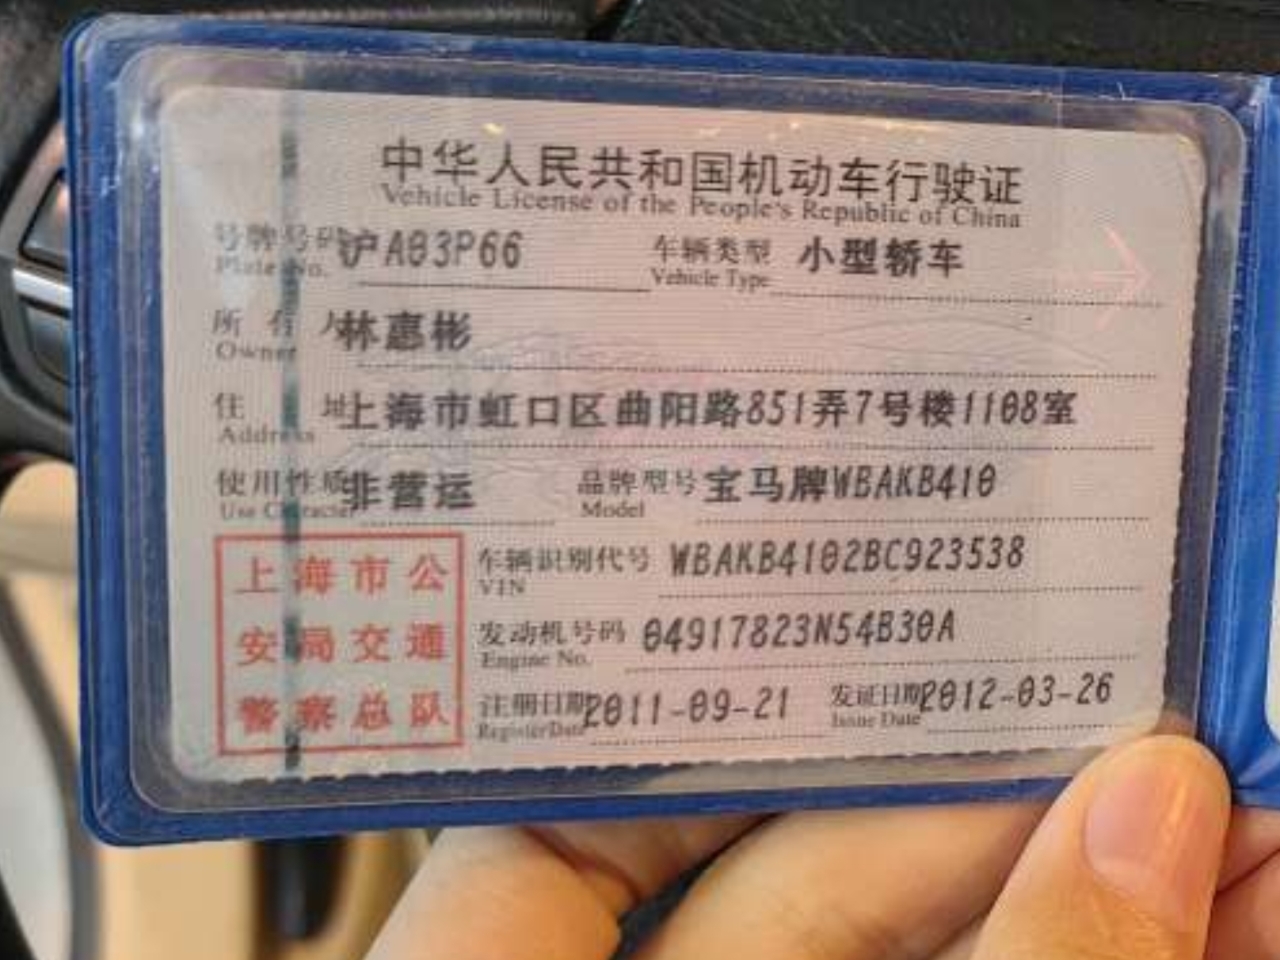 中华人民共和国机动车行驶证
Vehicle License of the People's Republic of China
号牌号码 沪A03P66 车辆类型 小型轿车
Plate No. Vehicle Type
所有人 林惠彬
Owner
住址 上海市虹口区曲阳路851弄7号楼1108室
Address
使用性质 非营运 品牌型号 宝马牌WBAKB410
Use Character Model
上海市公
安局交通
警察总队
车辆识别代号 WBAKB4102BC923538
VIN
发动机号码 04917823N54B30A
Engine No.
注册日期 2011-09-21 发证日期 2012-03-26
Register Date Issue Date